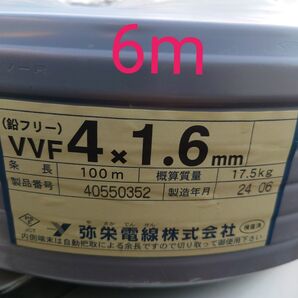 6m
(鉛フリー)
VVF 4×1.6mm
条長 100m 概算質量 17.5kg
製品番号 40550352 製造年月 24 06
弥栄電線株式会社
内側端末は自動把取による余長ですので切り取って御使用下さい